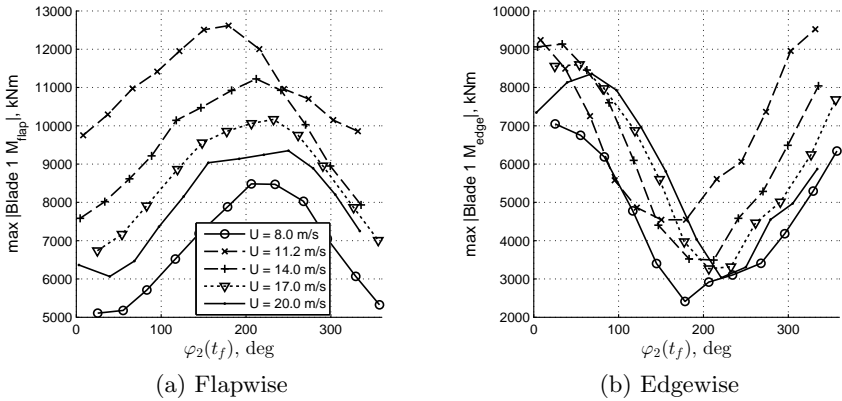 13000
12000
11000
10000
9000
8000
7000
6000
5000
0 100 200 300
max |Blade 1 M_flap|, kNm
φ₂(t_f), deg
U = 8.0 m/s
U = 11.2 m/s
U = 14.0 m/s
U = 17.0 m/s
U = 20.0 m/s
(a) Flapwise
10000
9000
8000
7000
6000
5000
4000
3000
2000
0 100 200 300
max |Blade 1 M_edge|, kNm
φ₂(t_f), deg
(b) Edgewise